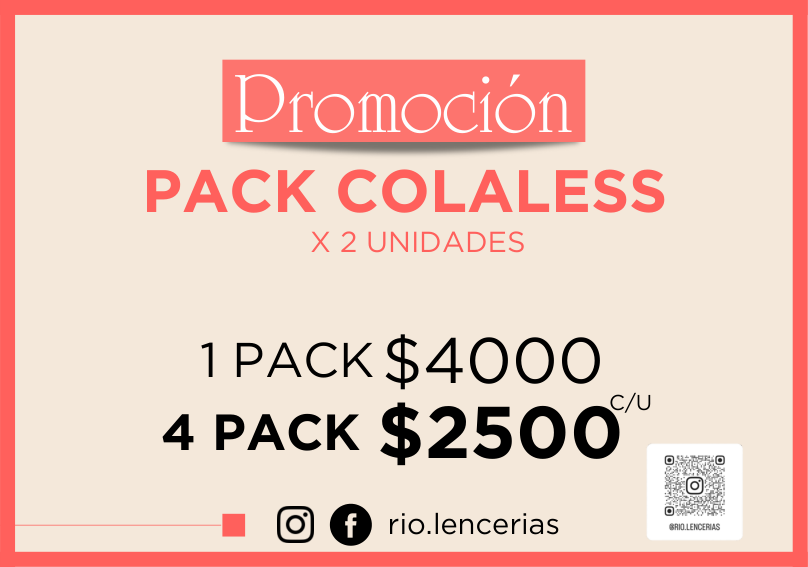 Promoción
PACK COLALESS
X 2 UNIDADES
1 PACK $4000
4 PACK $2500 C/U
rio.lencerias
@RIO.LENCERIAS